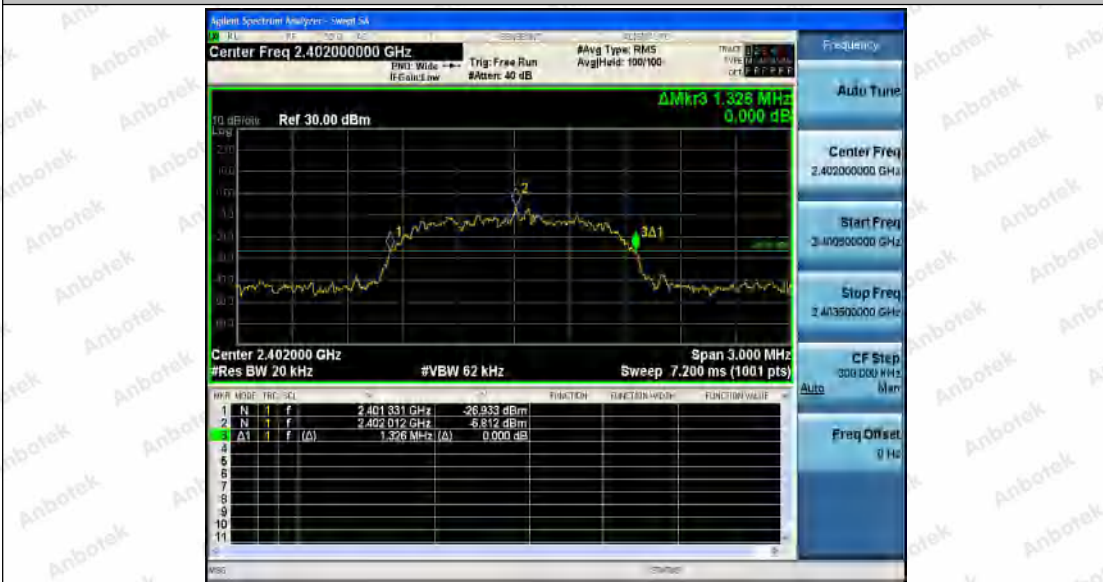 Agilent Spectrum Analyzer - Swept SA
Center Freq 2.402000000 GHz
PNO: Wide
IFGain:Low
Trig: Free Run
#Atten: 40 dB
#Avg Type: RMS
Avg|Hold: 100/100
Frequency
Auto Tune
ΔMkr3 1.326 MHz
0.000 dB
10 dB/div
Ref 30.00 dBm
Log
Center Freq
2.402000000 GHz
1
2
3Δ1
Start Freq
2.400500000 GHz
Stop Freq
2.403500000 GHz
Center 2.402000 GHz
Span 3.000 MHz
#Res BW 20 kHz
#VBW 62 kHz
Sweep 7.200 ms (1001 pts)
CF Step
300.000 kHz
Auto Man
MKR MODE TRC SCL X Y FUNCTION FUNCTION WIDTH FUNCTION VALUE
1 N 1 f 2.401 331 GHz -26.933 dBm
2 N 1 f 2.402 012 GHz -6.812 dBm
3 Δ1 1 f (Δ) 1.326 MHz (Δ) 0.000 dB
4
5
6
7
8
9
10
11
Freq Offset
0 Hz
MSG
STATUS
Anbotek